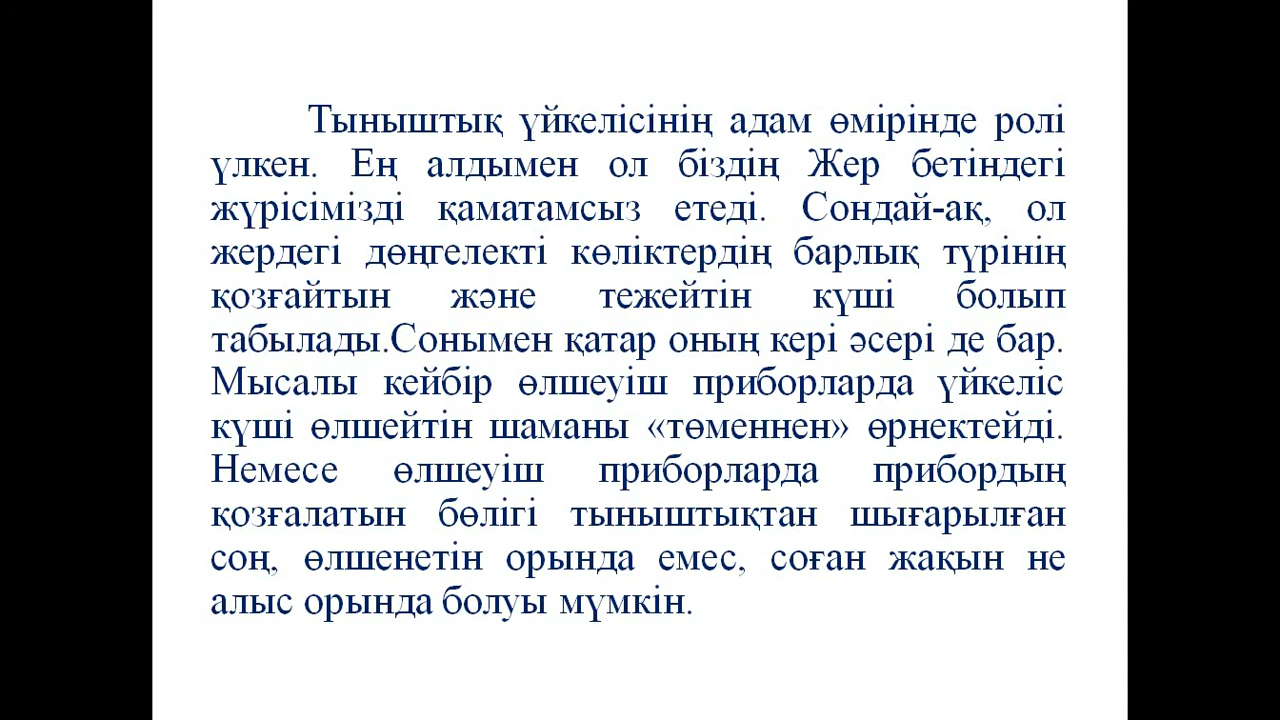 Тыныштық үйкелісінің адам өмірінде ролі
үлкен. Ең алдымен ол біздің Жер бетіндегі
жүрісімізді қаматамсыз етеді. Сондай-ақ, ол
жердегі дөңгелекті көліктердің барлық түрінің
қозғайтын және тежейтін күші болып
табылады.Сонымен қатар оның кері әсері де бар.
Мысалы кейбір өлшеуіш приборларда үйкеліс
күші өлшейтін шаманы «төменнен» өрнектейді.
Немесе өлшеуіш приборларда прибордың
қозғалатын бөлігі тыныштықтан шығарылған
соң, өлшенетін орында емес, соған жақын не
алыс орында болуы мүмкін.